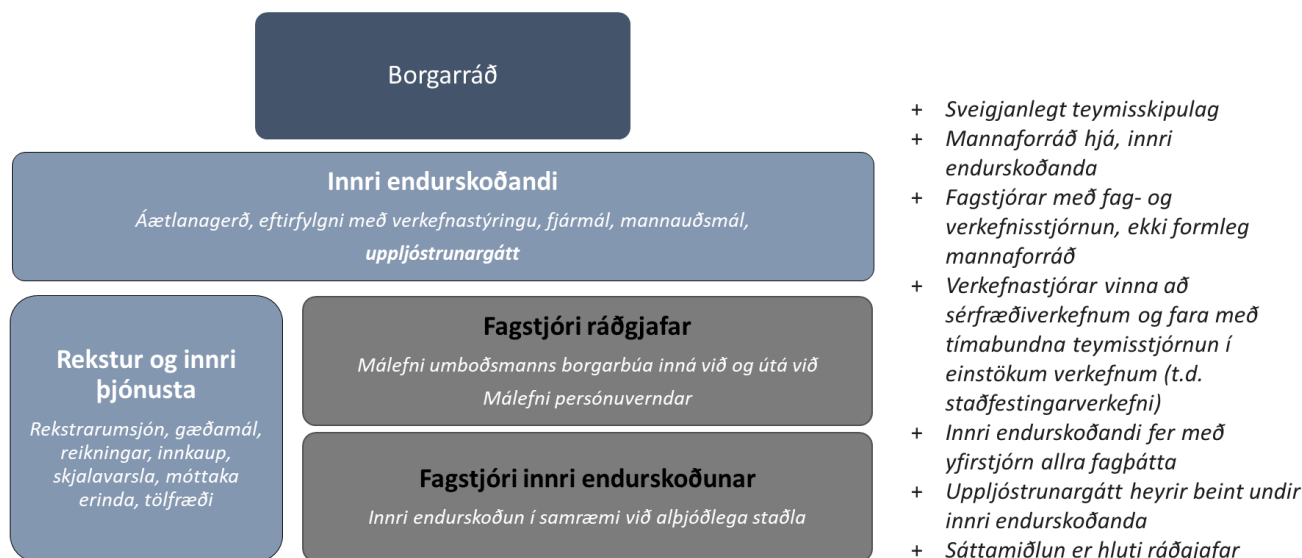 Borgarráð
Innri endurskoðandi
Áætlanagerð, eftirfylgni með verkefnastýringu, fjármál, mannauðsmál,
uppljóstrunargátt
Rekstur og innri
þjónusta
Rekstrarumsjón, gæðamál,
reikningar, innkaup,
skjalavarsla, móttaka
erinda, tölfræði
Fagstjóri ráðgjafar
Málefni umboðsmanns borgarbúa inná við og útá við
Málefni persónuverndar
Fagstjóri innri endurskoðunar
Innri endurskoðun í samræmi við alþjóðlega staðla
+ Sveigjanlegt teymisskipulag
+ Mannaforráð hjá, innri
endurskoðanda
+ Fagstjórar með fag- og
verkefnisstjórnun, ekki formleg
mannaforráð
+ Verkefnastjórar vinna að
sérfræðiverkefnum og fara með
tímabundna teymisstjórnun í
einstökum verkefnum (t.d.
staðfestingarverkefni)
+ Innri endurskoðandi fer með
yfirstjórn allra fagþátta
+ Uppljóstrunargátt heyrir beint undir
innri endurskoðanda
+ Sáttamiðlun er hluti ráðgjafar